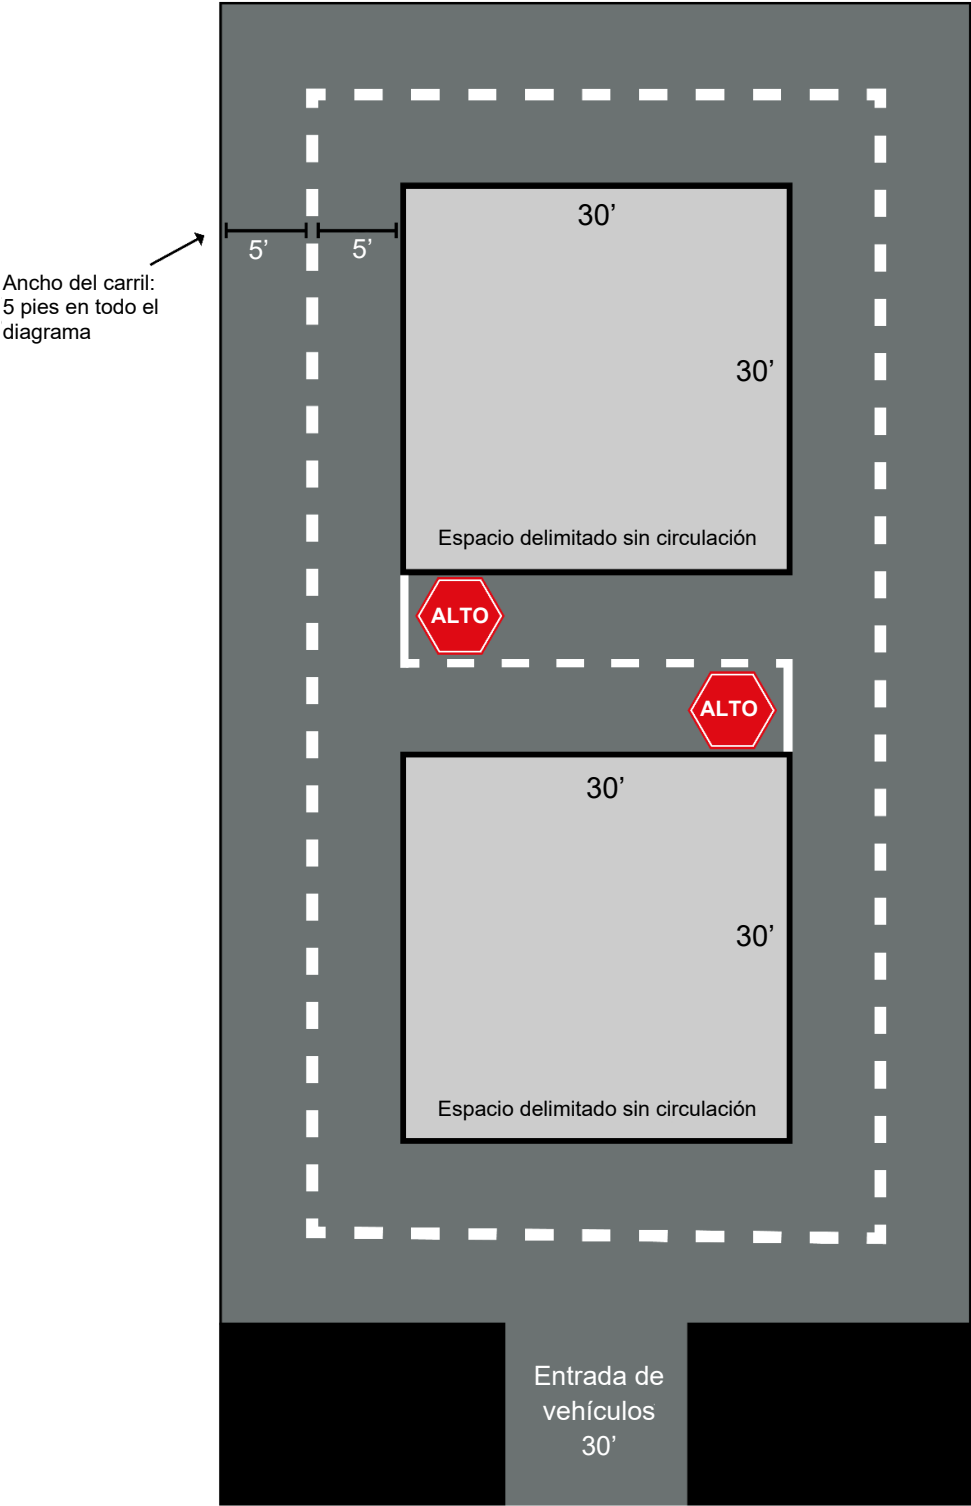 30’
5’
5’
Ancho del carril:
5 pies en todo el
diagrama
30’
Espacio delimitado sin circulación
ALTO
ALTO
30’
30’
Espacio delimitado sin circulación
Entrada de
vehículos
30’